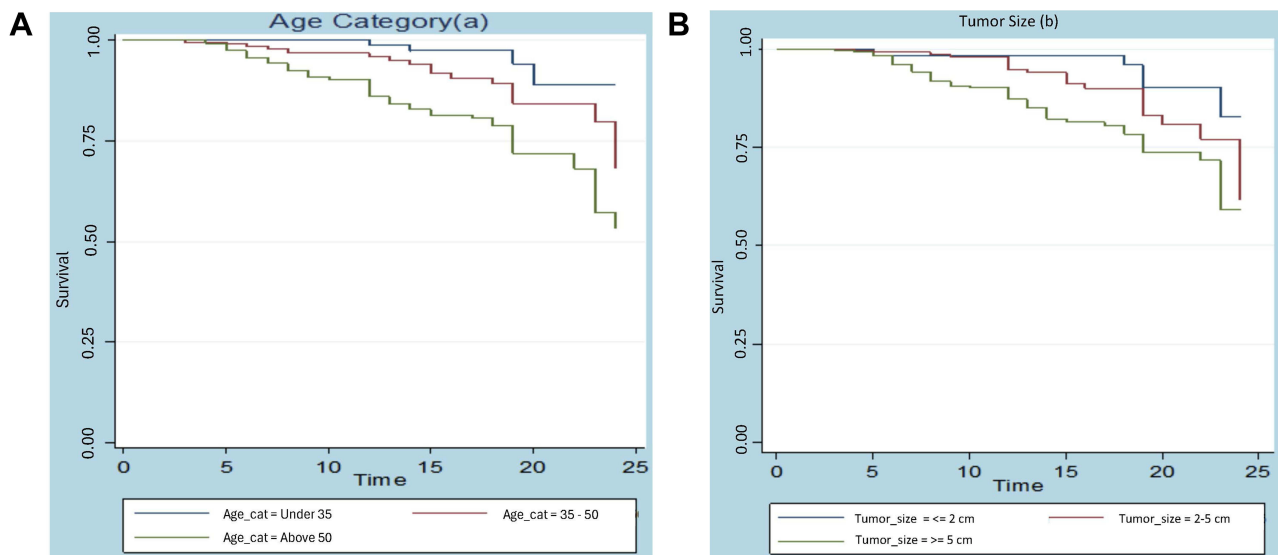 A
Age Category(a)
1.00
0.75
0.50
0.25
0.00
Survival
0 5 10 15 20 25
Time
Age_cat = Under 35
Age_cat = 35 - 50
Age_cat = Above 50
B
Tumor Size (b)
1.00
0.75
0.50
0.25
0.00
Survival
0 5 10 15 20 25
Time
Tumor_size = <= 2 cm
Tumor_size = 2-5 cm
Tumor_size = >= 5 cm